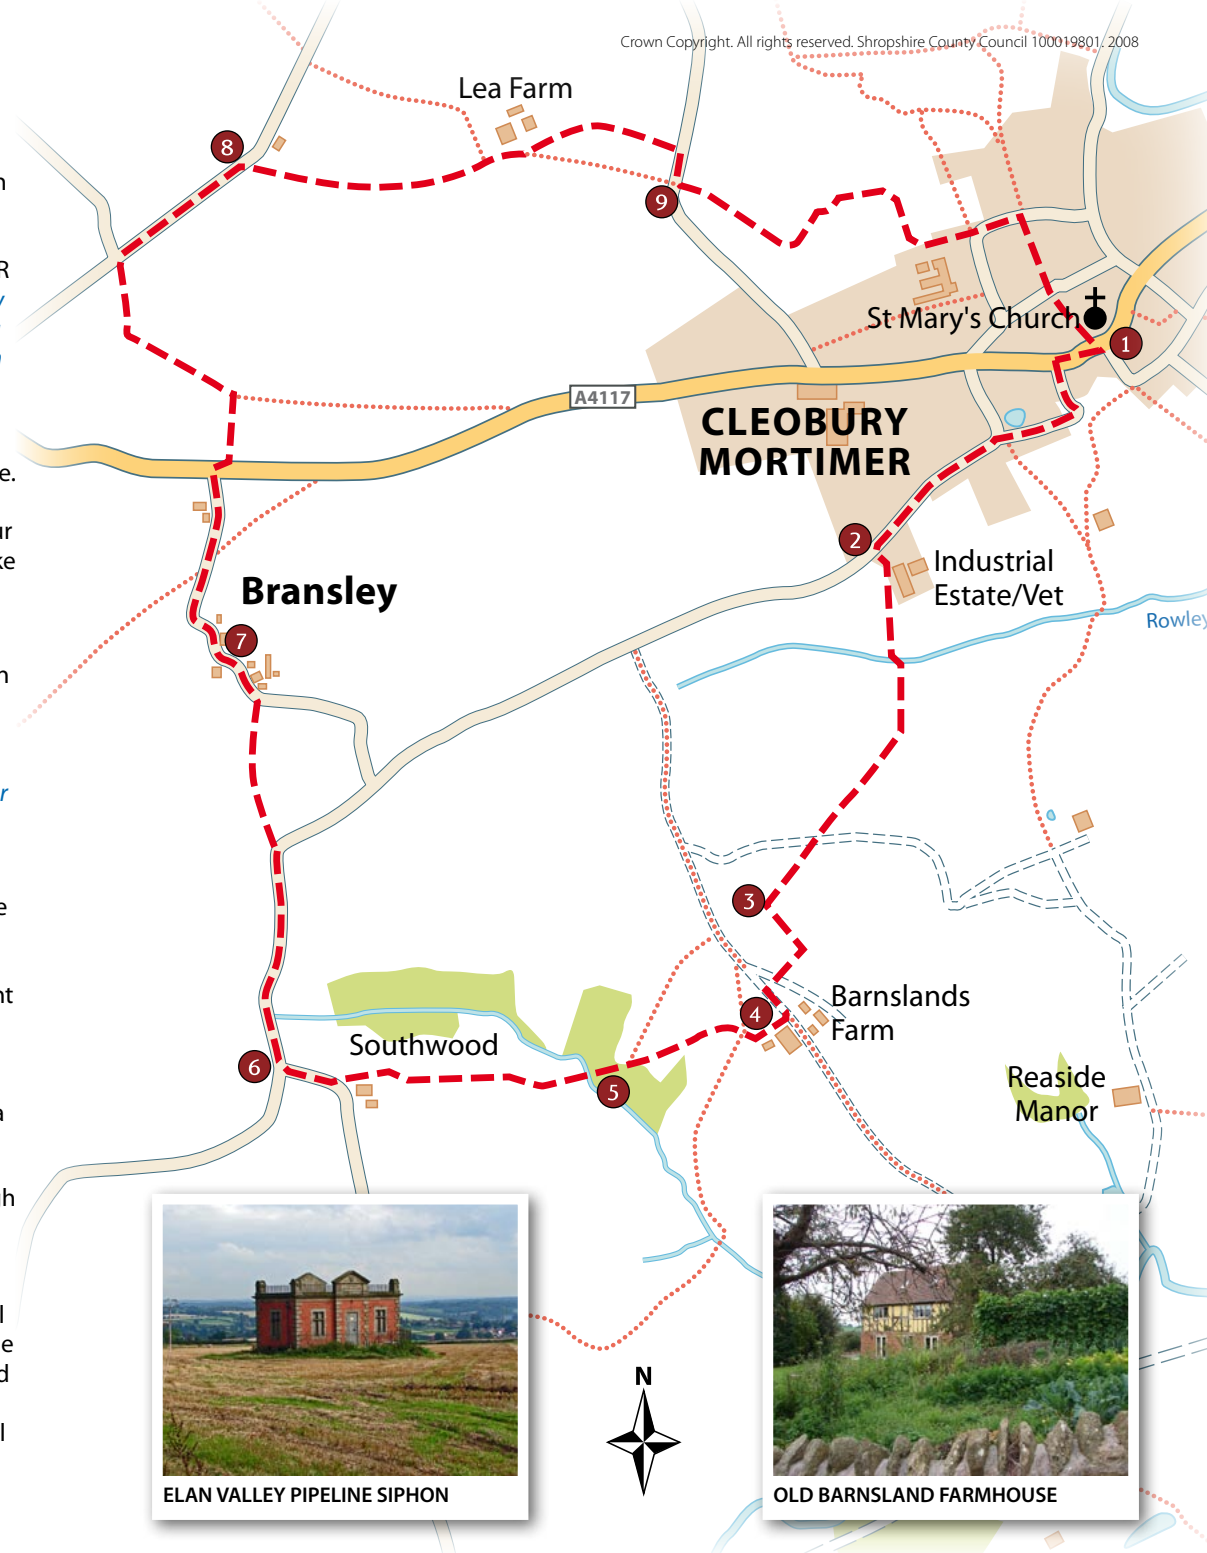 Crown Copyright. All rights reserved. Shropshire County Council 100019801. 2008
Lea Farm
8
9
St Mary's Church
1
A4117
CLEOBURY
MORTIMER
2
Industrial
Estate/Vet
Bransley
Rowley
7
3
4
Barnslands
Farm
Southwood
6
5
Reaside
Manor
N
ELAN VALLEY PIPELINE SIPHON
OLD BARNSLAND FARMHOUSE